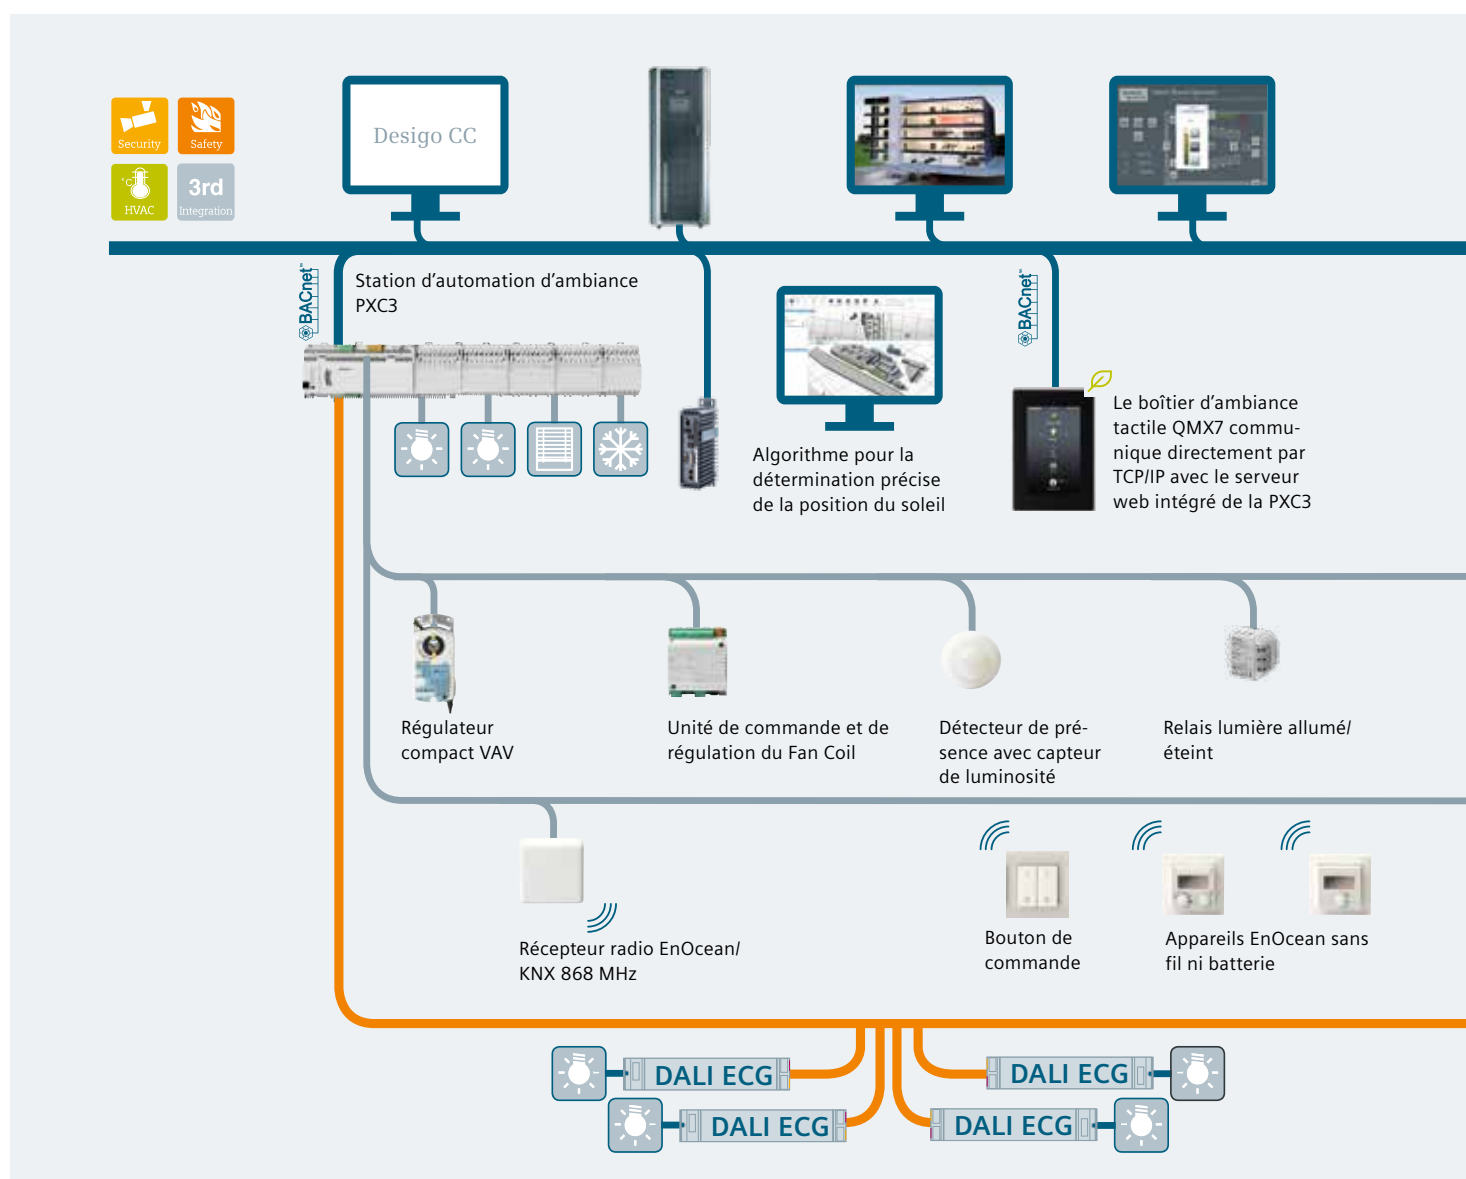 Security
Safety
°C
HVAC
3rd
Integration
Desigo CC
BACnet™
Station d’automation d’ambiance
PXC3
BACnet™
Algorithme pour la
détermination précise
de la position du soleil
Le boîtier d’ambiance
tactile QMX7 commu-
nique directement par
TCP/IP avec le serveur
web intégré de la PXC3
Régulateur
compact VAV
Unité de commande et de
régulation du Fan Coil
Détecteur de pré-
sence avec capteur
de luminosité
Relais lumière allumé/
éteint
Récepteur radio EnOcean/
KNX 868 MHz
Bouton de
commande
Appareils EnOcean sans
fil ni batterie
DALI ECG
DALI ECG
DALI ECG
DALI ECG